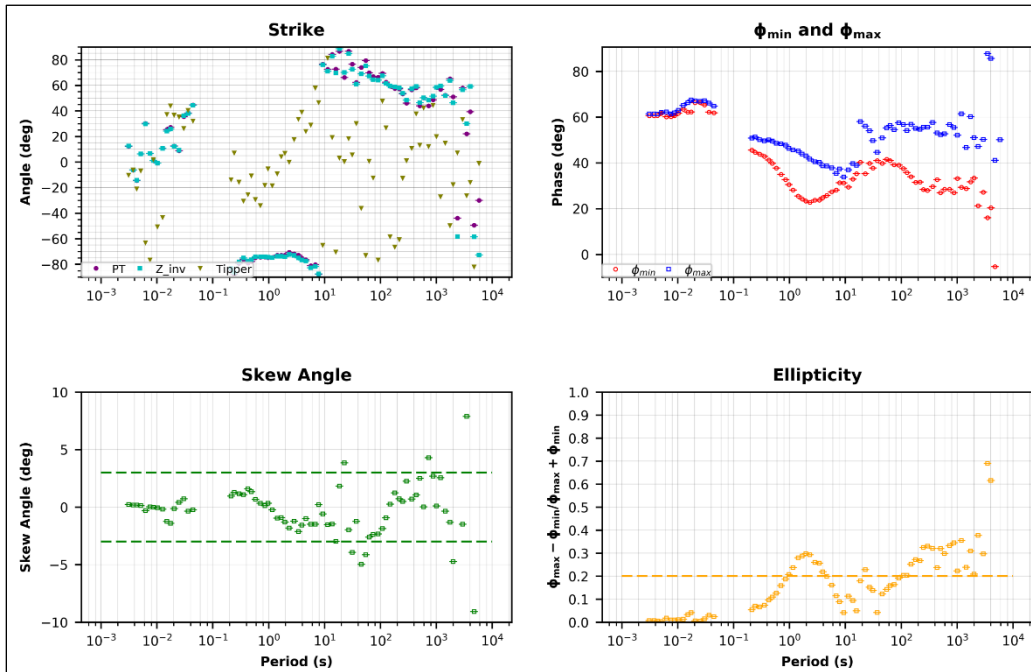 Strike
Angle (deg)
80
60
40
20
0
−20
−40
−60
−80
PT Z_inv Tipper
10⁻³ 10⁻² 10⁻¹ 10⁰ 10¹ 10² 10³ 10⁴
ϕmin and ϕmax
Phase (deg)
80
60
40
20
0
ϕmin ϕmax
10⁻³ 10⁻² 10⁻¹ 10⁰ 10¹ 10² 10³ 10⁴
Skew Angle
Skew Angle (deg)
10
5
0
−5
−10
10⁻³ 10⁻² 10⁻¹ 10⁰ 10¹ 10² 10³ 10⁴
Period (s)
Ellipticity
ϕmax − ϕmin/ϕmax + ϕmin
1.0
0.9
0.8
0.7
0.6
0.5
0.4
0.3
0.2
0.1
0.0
10⁻³ 10⁻² 10⁻¹ 10⁰ 10¹ 10² 10³ 10⁴
Period (s)